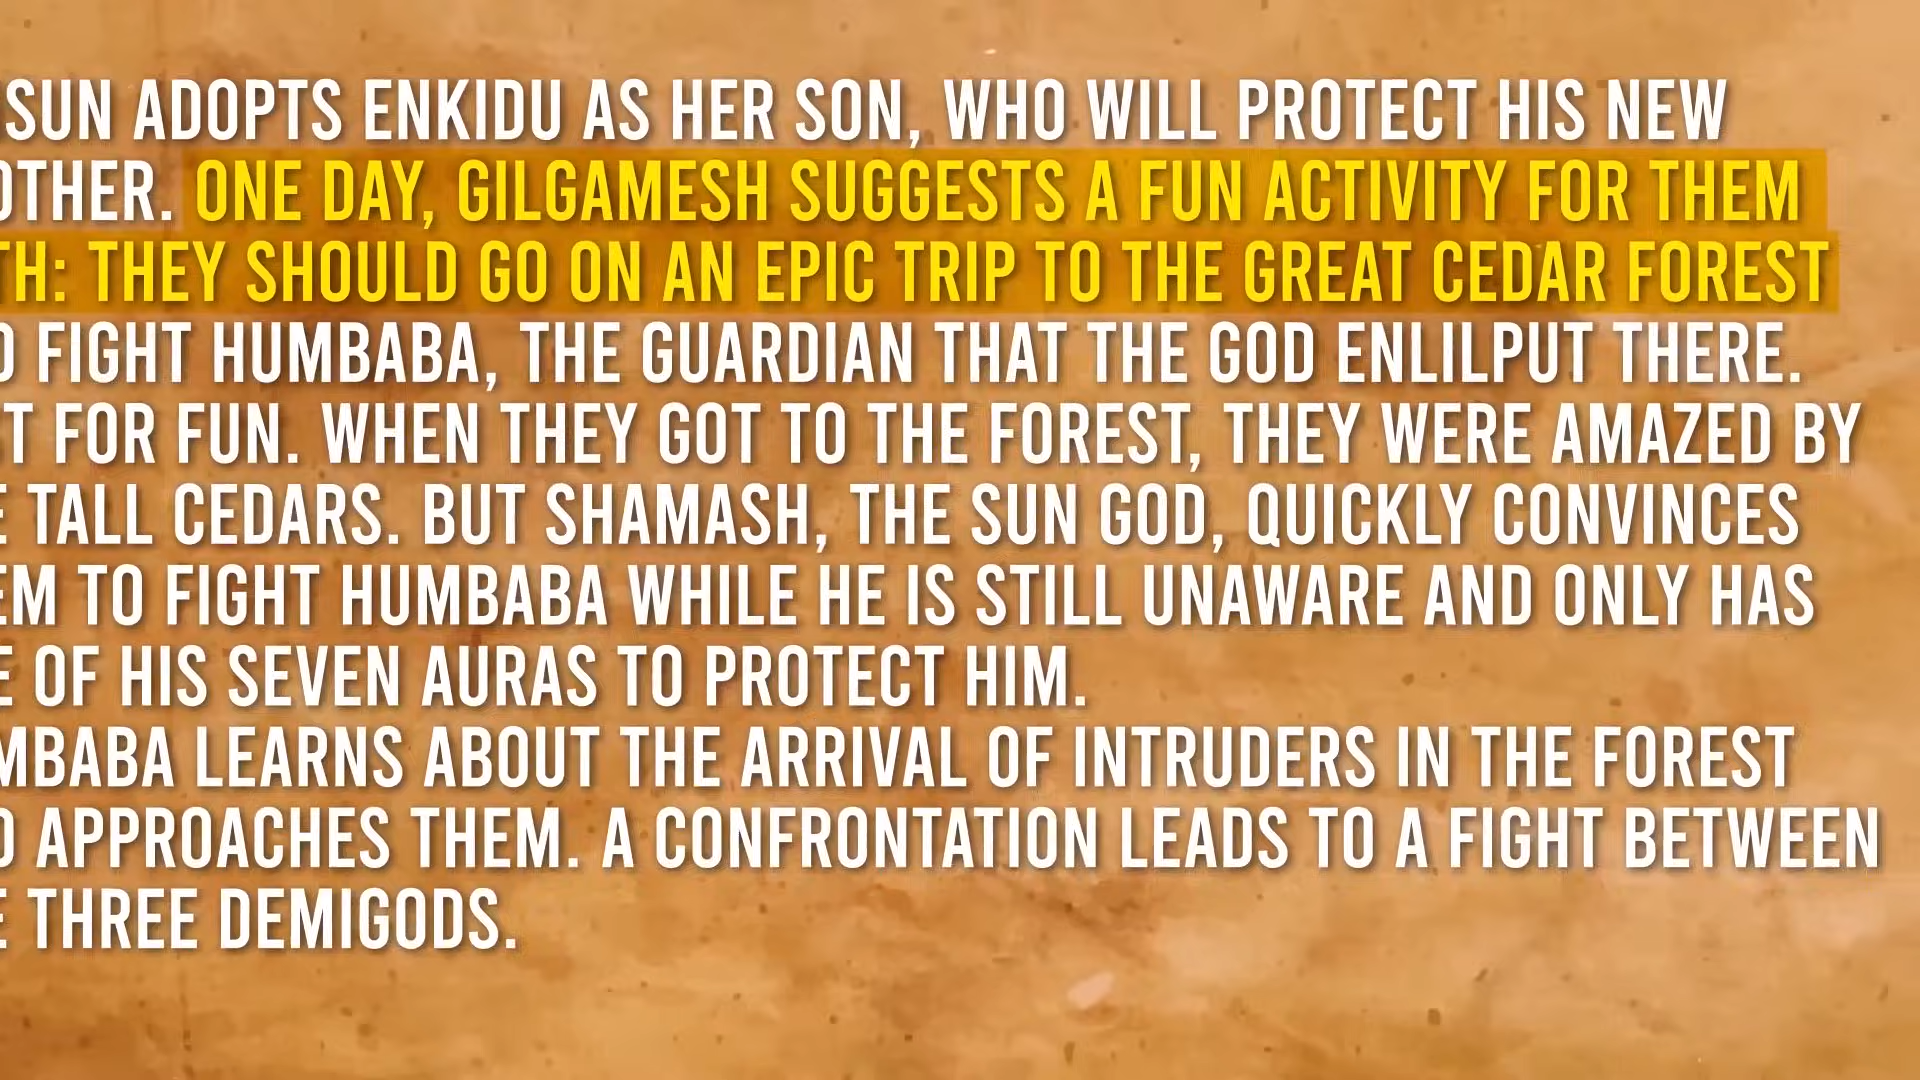 SUN ADOPTS ENKIDU AS HER SON, WHO WILL PROTECT HIS NEW
OTHER. ONE DAY, GILGAMESH SUGGESTS A FUN ACTIVITY FOR THEM
TH: THEY SHOULD GO ON AN EPIC TRIP TO THE GREAT CEDAR FOREST
FIGHT HUMBABA, THE GUARDIAN THAT THE GOD ENLILPUT THERE.
T FOR FUN. WHEN THEY GOT TO THE FOREST, THEY WERE AMAZED BY
TALL CEDARS. BUT SHAMASH, THE SUN GOD, QUICKLY CONVINCES
EM TO FIGHT HUMBABA WHILE HE IS STILL UNAWARE AND ONLY HAS
E OF HIS SEVEN AURAS TO PROTECT HIM.
MBABA LEARNS ABOUT THE ARRIVAL OF INTRUDERS IN THE FOREST
APPROACHES THEM. A CONFRONTATION LEADS TO A FIGHT BETWEEN
E THREE DEMIGODS.